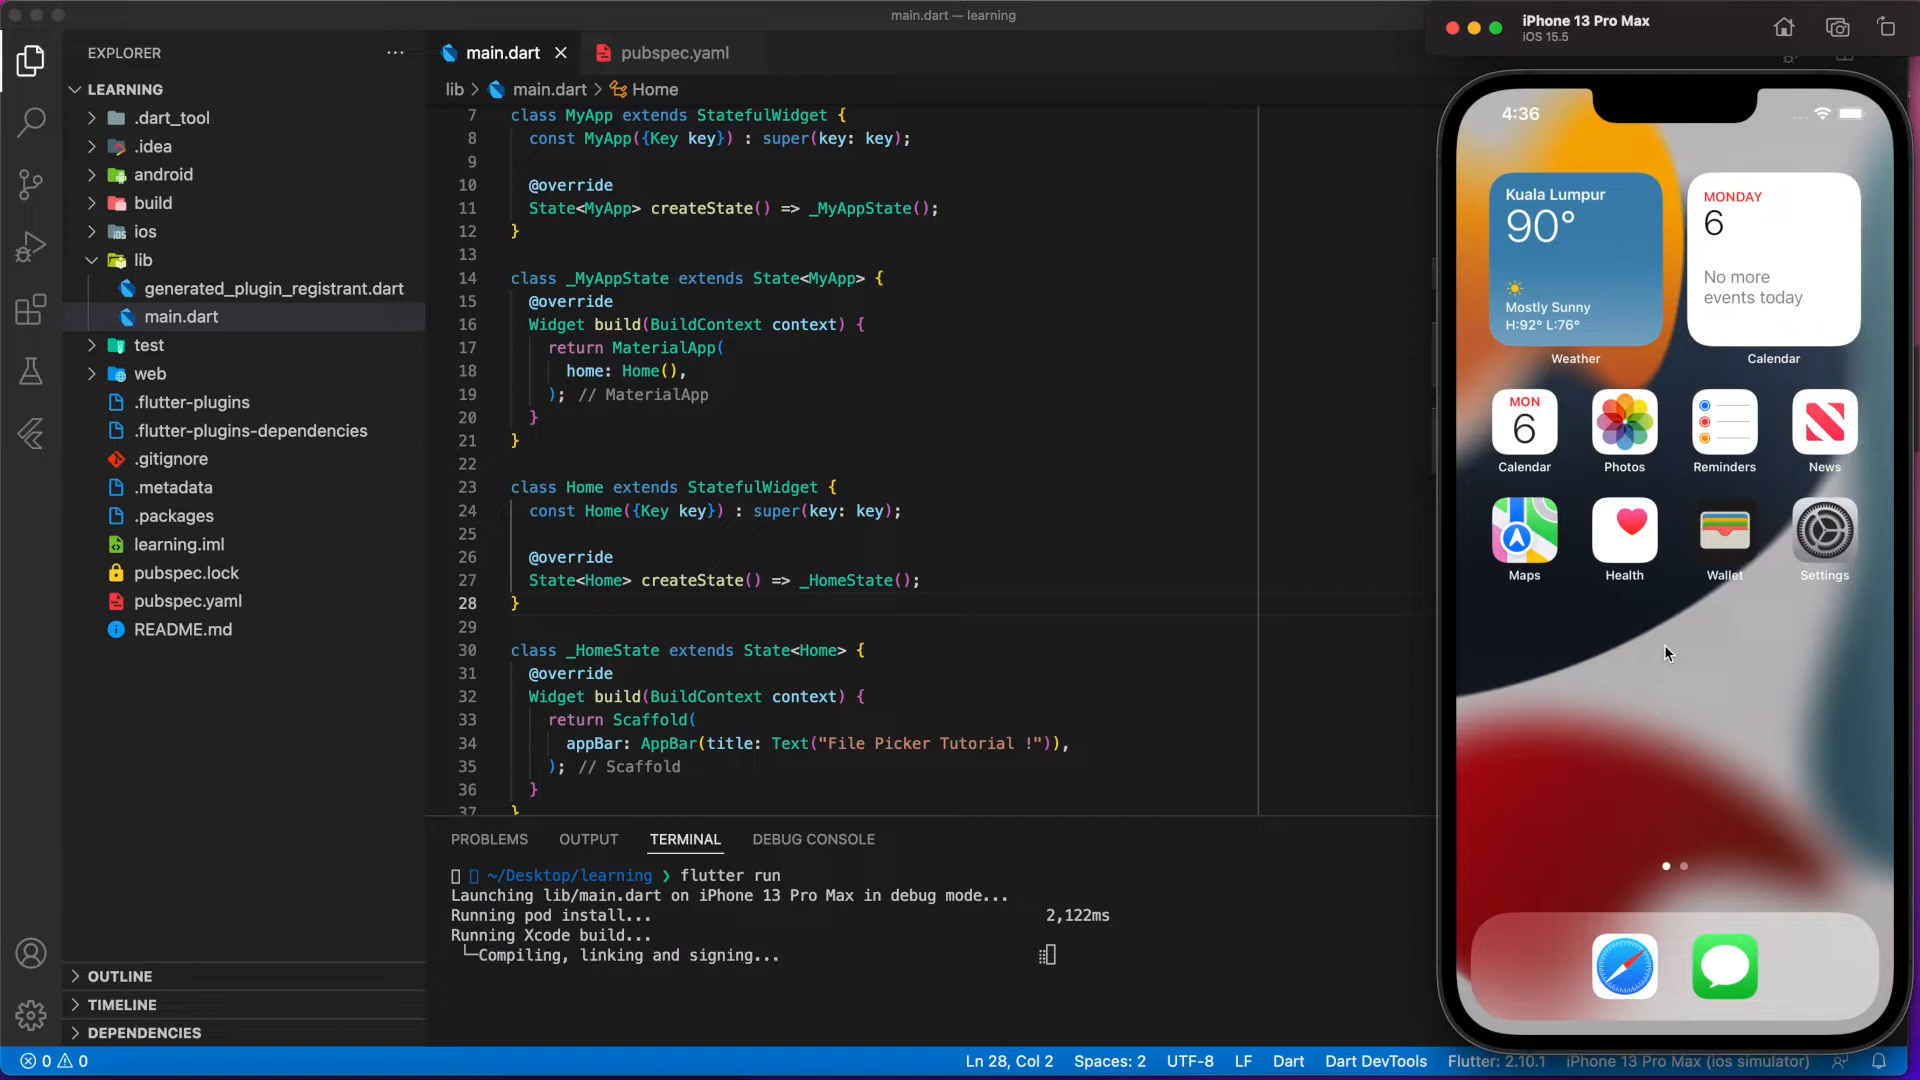 main.dart — learning
EXPLORER
LEARNING
.dart_tool
.idea
android
build
ios
lib
generated_plugin_registrant.dart
main.dart
test
web
.flutter-plugins
.flutter-plugins-dependencies
.gitignore
.metadata
.packages
learning.iml
pubspec.lock
pubspec.yaml
README.md
OUTLINE
TIMELINE
DEPENDENCIES
main.dart
pubspec.yaml
lib > main.dart > Home
7 class MyApp extends StatefulWidget {
8 const MyApp({Key key}) : super(key: key);
9
10 @override
11 State<MyApp> createState() => _MyAppState();
12 }
13
14 class _MyAppState extends State<MyApp> {
15 @override
16 Widget build(BuildContext context) {
17 return MaterialApp(
18 home: Home(),
19 ); // MaterialApp
20 }
21 }
22
23 class Home extends StatefulWidget {
24 const Home({Key key}) : super(key: key);
25
26 @override
27 State<Home> createState() => _HomeState();
28 }
29
30 class _HomeState extends State<Home> {
31 @override
32 Widget build(BuildContext context) {
33 return Scaffold(
34 appBar: AppBar(title: Text("File Picker Tutorial !")),
35 ); // Scaffold
36 }
37 }
PROBLEMS OUTPUT TERMINAL DEBUG CONSOLE
~/Desktop/learning ❯ flutter run
Launching lib/main.dart on iPhone 13 Pro Max in debug mode...
Running pod install... 2,122ms
Running Xcode build...
└─Compiling, linking and signing...
0 0
Ln 28, Col 2 Spaces: 2 UTF-8 LF Dart Dart DevTools Flutter: 2.10.1 iPhone 13 Pro Max (ios simulator)
iPhone 13 Pro Max
iOS 15.5
4:36
Kuala Lumpur
90°
Mostly Sunny
H:92° L:76°
Weather
MONDAY
6
No more
events today
Calendar
MON
6
Calendar
Photos
Reminders
News
Maps
Health
Wallet
Settings